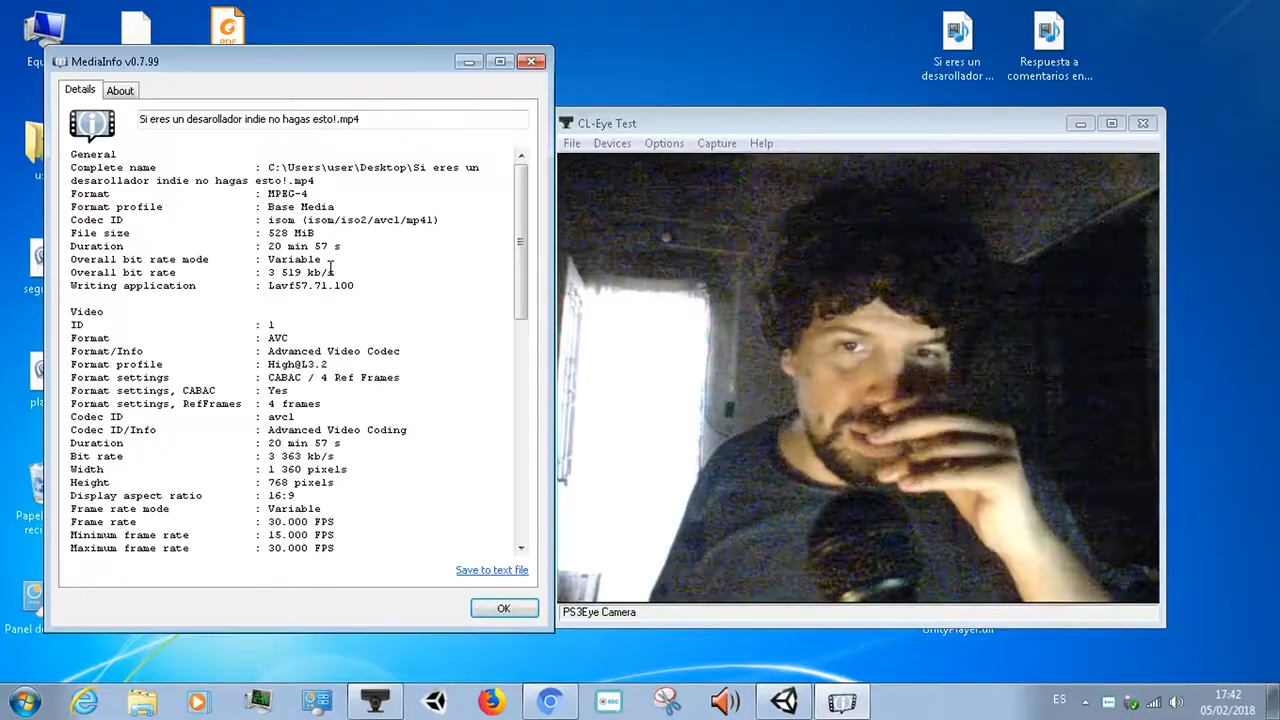 Equ
PDF
Si eres un
desarollador ...
Respuesta a
comentarios en...
MediaInfo v0.7.99
Details
About
Si eres un desarollador indie no hagas esto!.mp4
General
Complete name : C:\Users\user\Desktop\Si eres un
desarollador indie no hagas esto!.mp4
Format : MPEG-4
Format profile : Base Media
Codec ID : isom (isom/iso2/avc1/mp41)
File size : 528 MiB
Duration : 20 min 57 s
Overall bit rate mode : Variable
Overall bit rate : 3 519 kb/s
Writing application : Lavf57.71.100
Video
ID : 1
Format : AVC
Format/Info : Advanced Video Codec
Format profile : High@L3.2
Format settings : CABAC / 4 Ref Frames
Format settings, CABAC : Yes
Format settings, RefFrames : 4 frames
Codec ID : avc1
Codec ID/Info : Advanced Video Coding
Duration : 20 min 57 s
Bit rate : 3 363 kb/s
Width : 1 360 pixels
Height : 768 pixels
Display aspect ratio : 16:9
Frame rate mode : Variable
Frame rate : 30.000 FPS
Minimum frame rate : 15.000 FPS
Maximum frame rate : 30.000 FPS
Save to text file
OK
CL-Eye Test
File Devices Options Capture Help
PS3Eye Camera
u
segu
pla
Papel
reci
Panel de
UnityPlayer.dll
REC
ES
17:42
05/02/2018